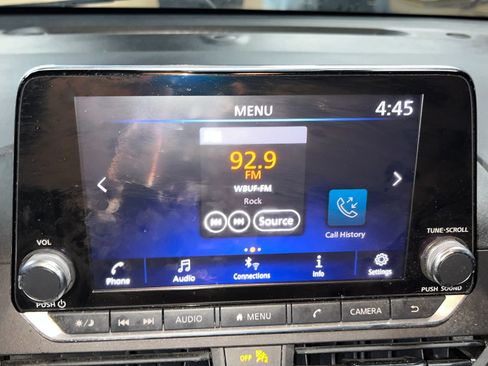 MENU
4:45
92.9
FM
WBUF-FM
Rock
Source
Call History
VOL
TUNE·SCROLL
Phone
Audio
Connections
Info
Settings
PUSH
PUSH SOUND
AUDIO
MENU
CAMERA
OFF